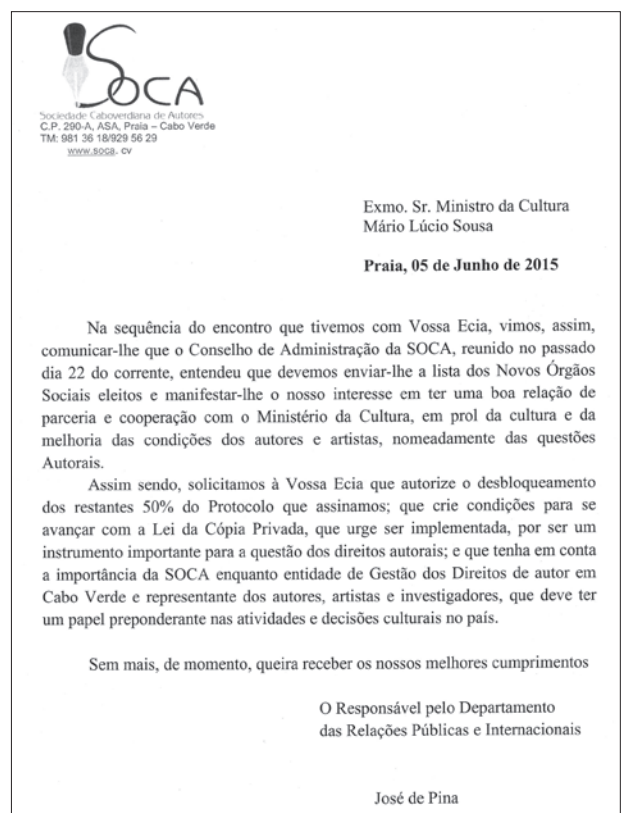 SOCA
Sociedade Caboverdiana de Autores
C.P. 290-A, ASA, Praia – Cabo Verde
TM: 981 36 18/929 56 29
www.soca. cv
Exmo. Sr. Ministro da Cultura
Mário Lúcio Sousa
Praia, 05 de Junho de 2015
Na sequência do encontro que tivemos com Vossa Ecia, vimos, assim,
comunicar-lhe que o Conselho de Administração da SOCA, reunido no passado
dia 22 do corrente, entendeu que devemos enviar-lhe a lista dos Novos Órgãos
Sociais eleitos e manifestar-lhe o nosso interesse em ter uma boa relação de
parceria e cooperação com o Ministério da Cultura, em prol da cultura e da
melhoria das condições dos autores e artistas, nomeadamente das questões
Autorais.
Assim sendo, solicitamos à Vossa Ecia que autorize o desbloqueamento
dos restantes 50% do Protocolo que assinamos; que crie condições para se
avançar com a Lei da Cópia Privada, que urge ser implementada, por ser um
instrumento importante para a questão dos direitos autorais; e que tenha em conta
a importância da SOCA enquanto entidade de Gestão dos Direitos de autor em
Cabo Verde e representante dos autores, artistas e investigadores, que deve ter
um papel preponderante nas atividades e decisões culturais no país.
Sem mais, de momento, queira receber os nossos melhores cumprimentos
O Responsável pelo Departamento
das Relações Públicas e Internacionais
José de Pina